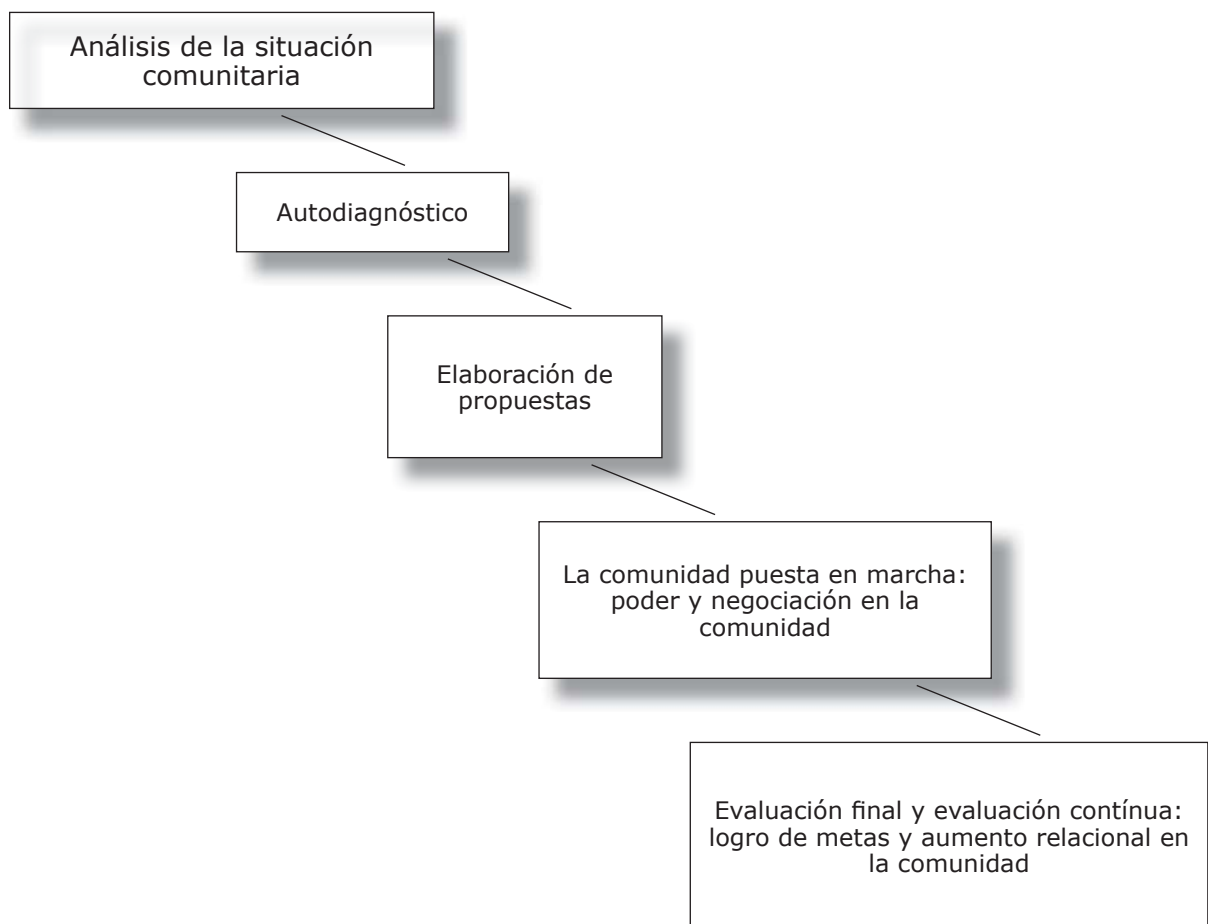 Análisis de la situación
comunitaria
Autodiagnóstico
Elaboración de
propuestas
La comunidad puesta en marcha:
poder y negociación en la
comunidad
Evaluación final y evaluación contínua:
logro de metas y aumento relacional en
la comunidad